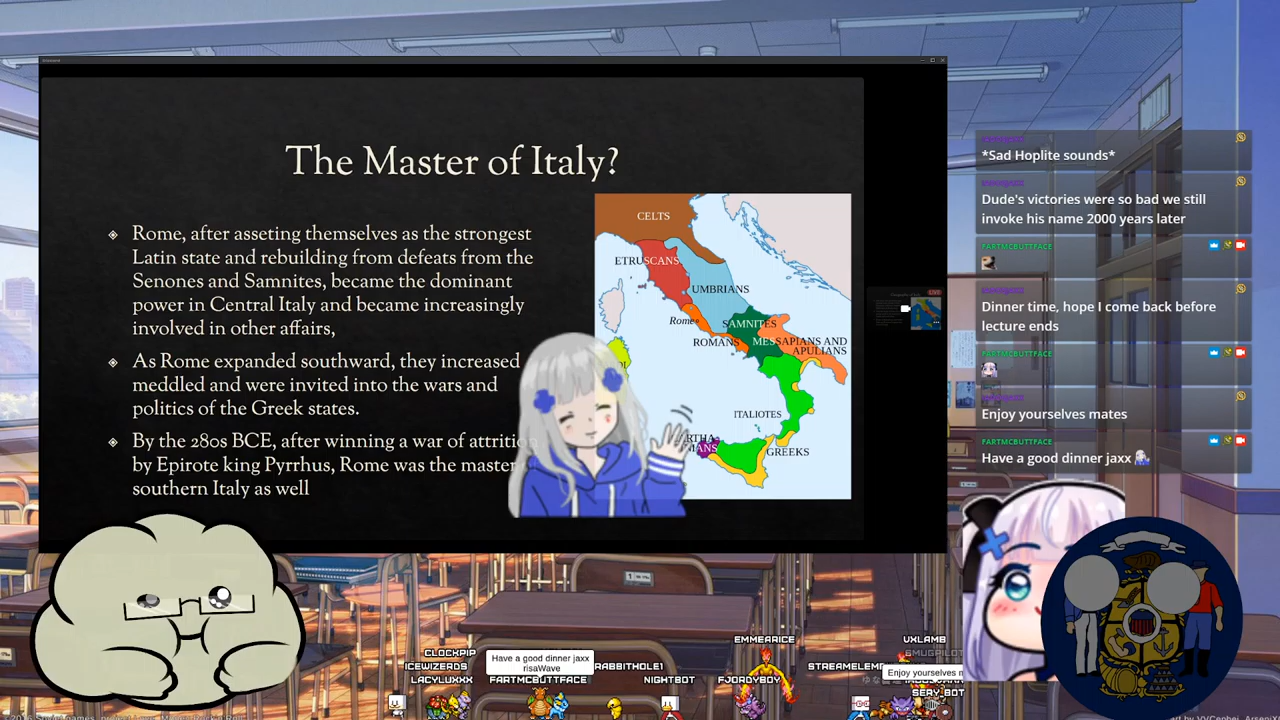 The Master of Italy?
Rome, after asseting themselves as the strongest
Latin state and rebuilding from defeats from the
Senones and Samnites, became the dominant
power in Central Italy and became increasingly
involved in other affairs,
As Rome expanded southward, they increased
meddled and were invited into the wars and
politics of the Greek states.
By the 280s BCE, after winning a war of attrition
by Epirote king Pyrrhus, Rome was the master
southern Italy as well
CELTS
ETRUSCANS
UMBRIANS
Rome
SAMNITES
ROMANS
MESSAPIANS AND
APULIANS
ITALIOTES
GREEKS
LIVE
*Sad Hoplite sounds*
Dude's victories were so bad we still
invoke his name 2000 years later
FARTMCBUTTFACE
Dinner time, hope I come back before
lecture ends
FARTMCBUTTFACE
Enjoy yourselves mates
FARTMCBUTTFACE
Have a good dinner jaxx
EMMEARICE
UXLAMB
CLOCKPIP
SMUGPILOT
ICEWIZERDS
Have a good dinner jaxx
risaWave
RABBITHOLE1
STREAMELEM
Enjoy yourselves m
LACYLUXXX
FARTMCBUTTFACE
NIGHTBOT
FJORDYBOY
SERY_BOT